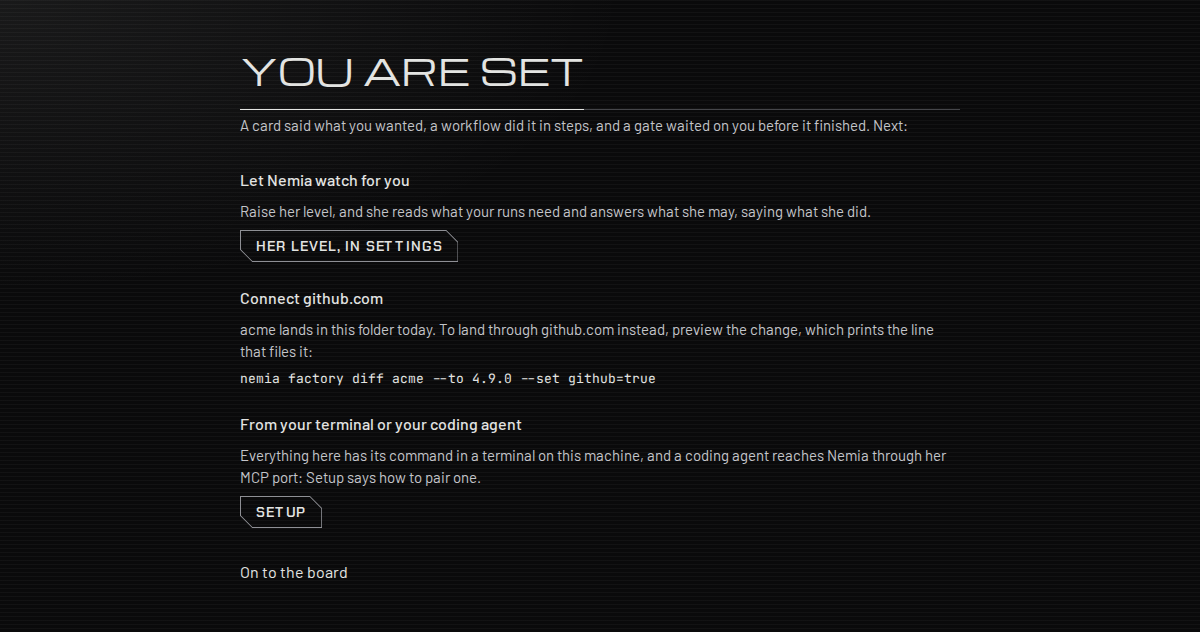 YOU ARE SET
A card said what you wanted, a workflow did it in steps, and a gate waited on you before it finished. Next:
Let Nemia watch for you
Raise her level, and she reads what your runs need and answers what she may, saying what she did.
HER LEVEL, IN SETTINGS
Connect github.com
acme lands in this folder today. To land through github.com instead, preview the change, which prints the line
that files it:
nemia factory diff acme --to 4.9.0 --set github=true
From your terminal or your coding agent
Everything here has its command in a terminal on this machine, and a coding agent reaches Nemia through her
MCP port: Setup says how to pair one.
SETUP
On to the board